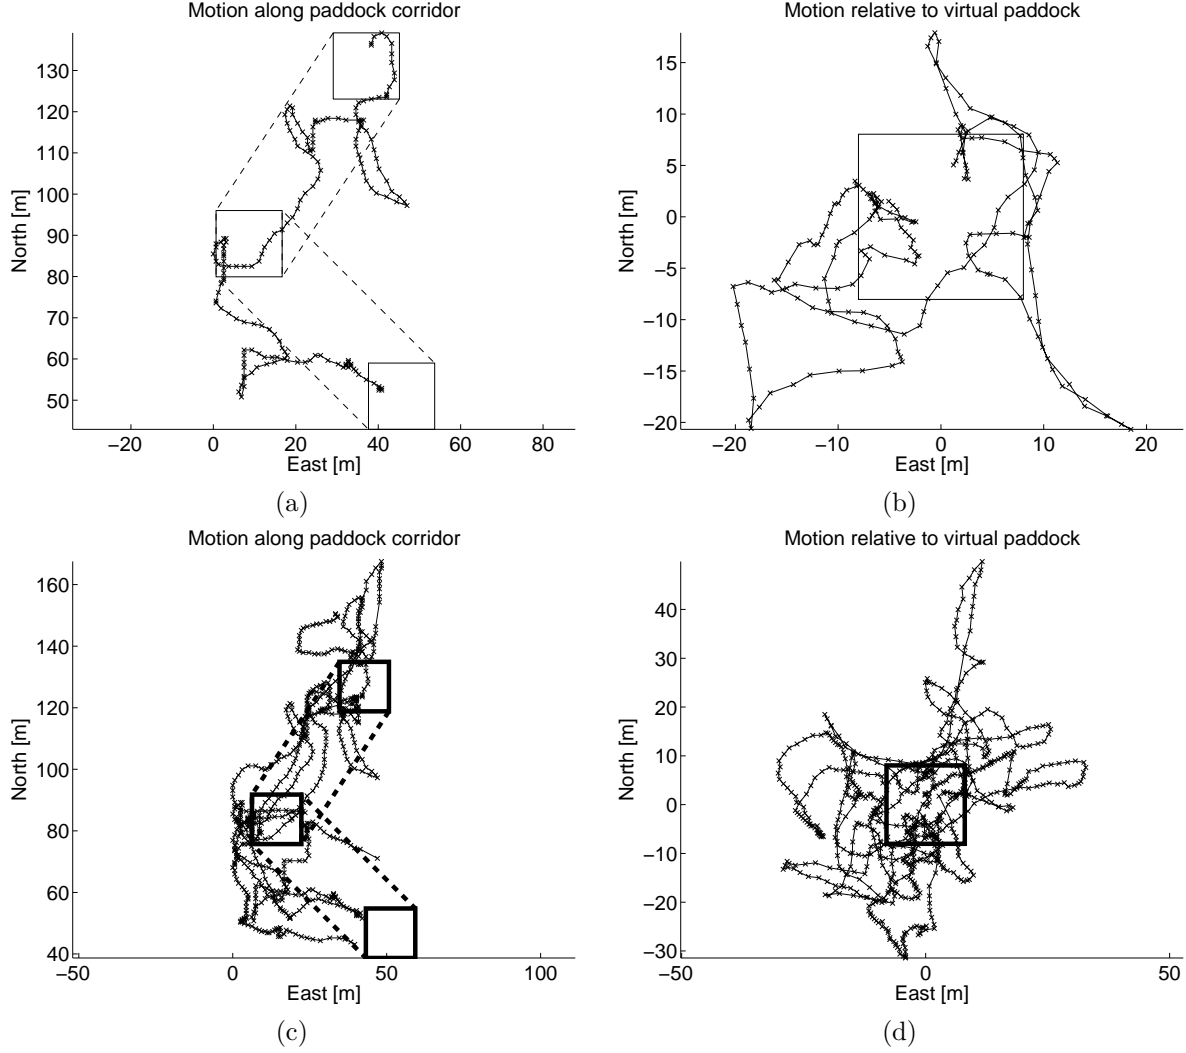 Motion along paddock corridor
130
120
110
100
90
80
70
60
50
North [m]
−20 0 20 40 60 80
East [m]
(a)
Motion relative to virtual paddock
15
10
5
0
−5
−10
−15
−20
North [m]
−20 −10 0 10 20
East [m]
(b)
Motion along paddock corridor
160
140
120
100
80
60
40
North [m]
−50 0 50 100
East [m]
(c)
Motion relative to virtual paddock
40
30
20
10
0
−10
−20
−30
North [m]
−50 0 50
East [m]
(d)